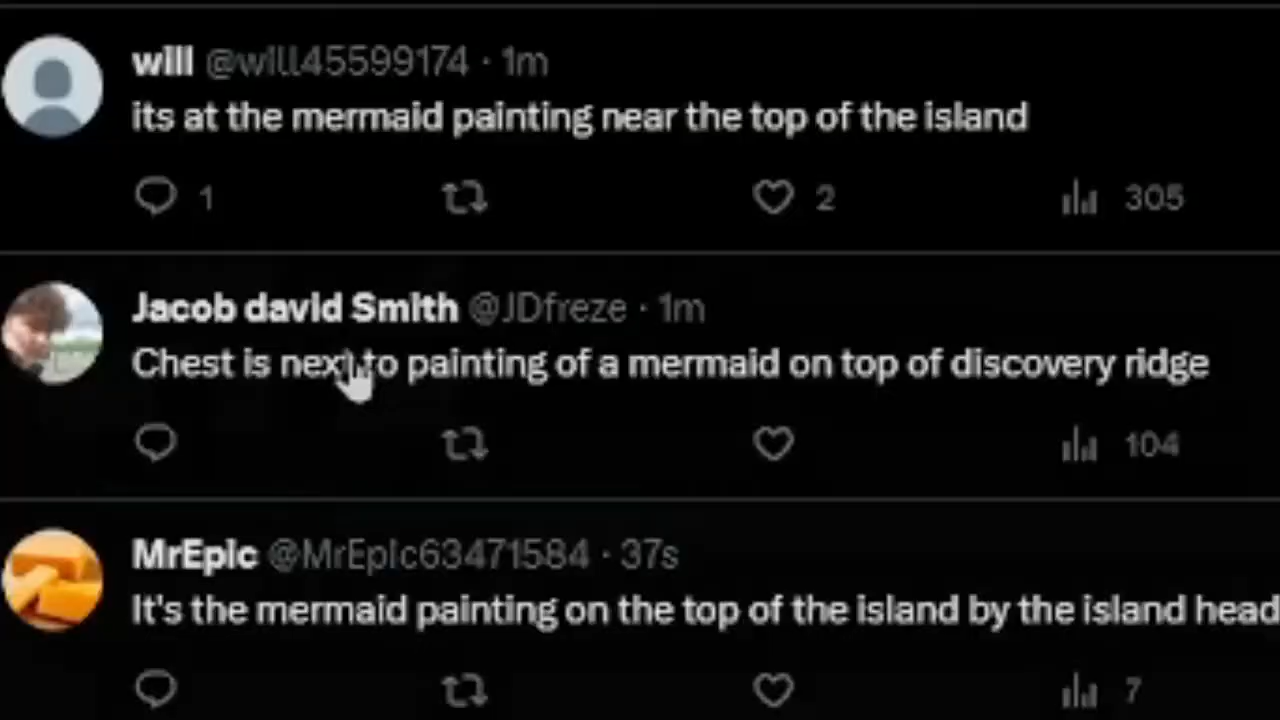 will @will45599174 · 1m
its at the mermaid painting near the top of the island
1 2 305
Jacob david Smith @JDfreze · 1m
Chest is next to painting of a mermaid on top of discovery ridge
104
MrEpic @MrEpic63471584 · 37s
It's the mermaid painting on the top of the island by the island head
7